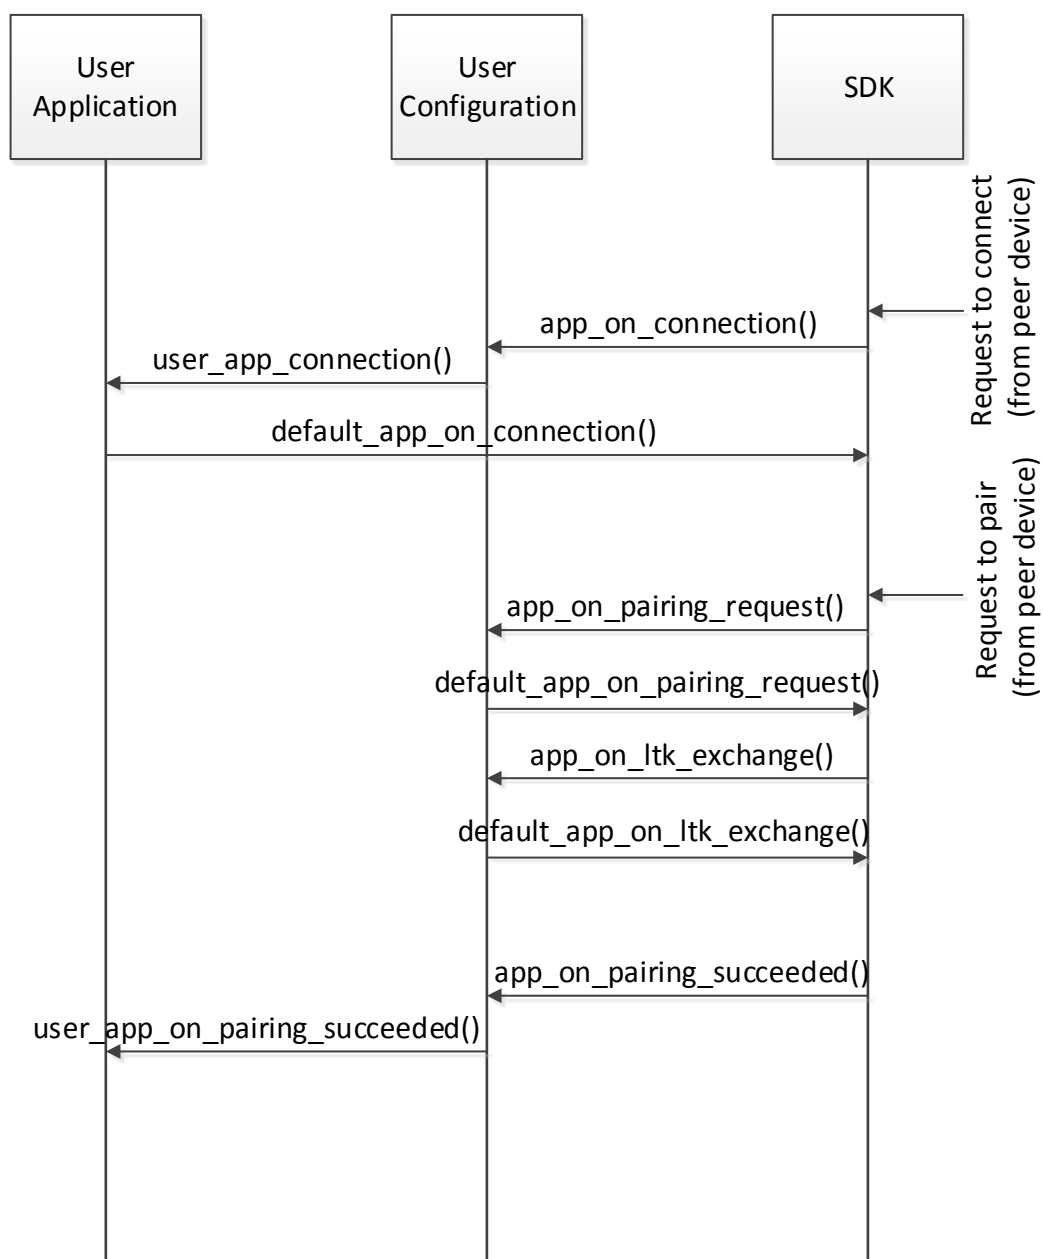 User
Application
User
Configuration
SDK
Request to connect
(from peer device)
app_on_connection()
user_app_connection()
default_app_on_connection()
Request to pair
(from peer device)
app_on_pairing_request()
default_app_on_pairing_request()
app_on_ltk_exchange()
default_app_on_ltk_exchange()
app_on_pairing_succeeded()
user_app_on_pairing_succeeded()